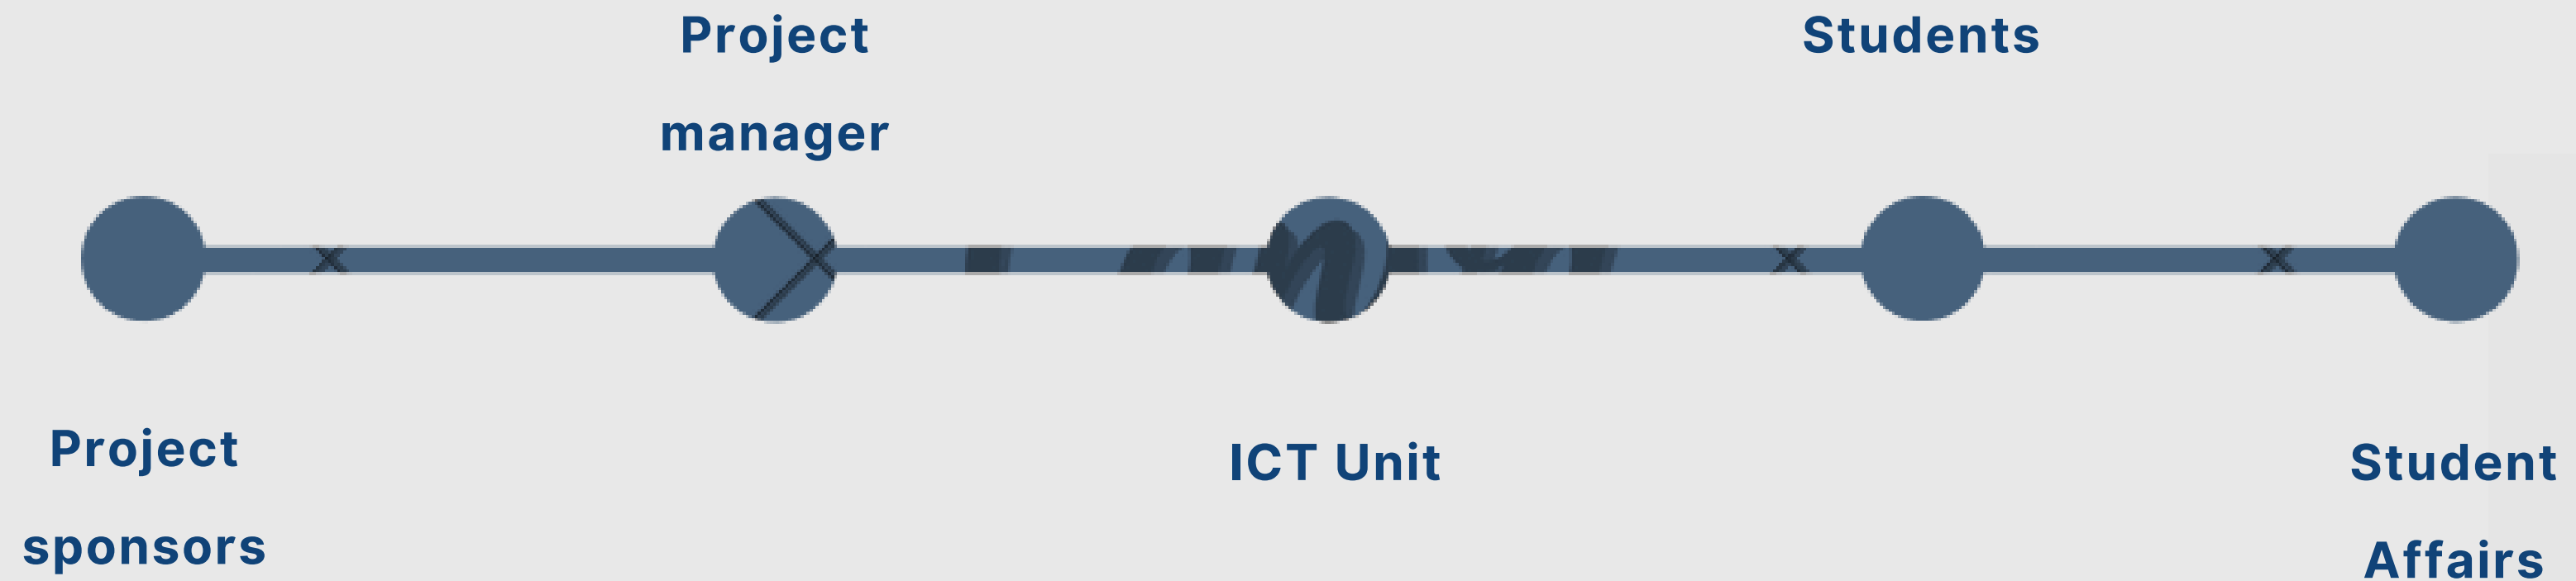 Project
manager
Students
Project
sponsors
ICT Unit
Student
Affairs